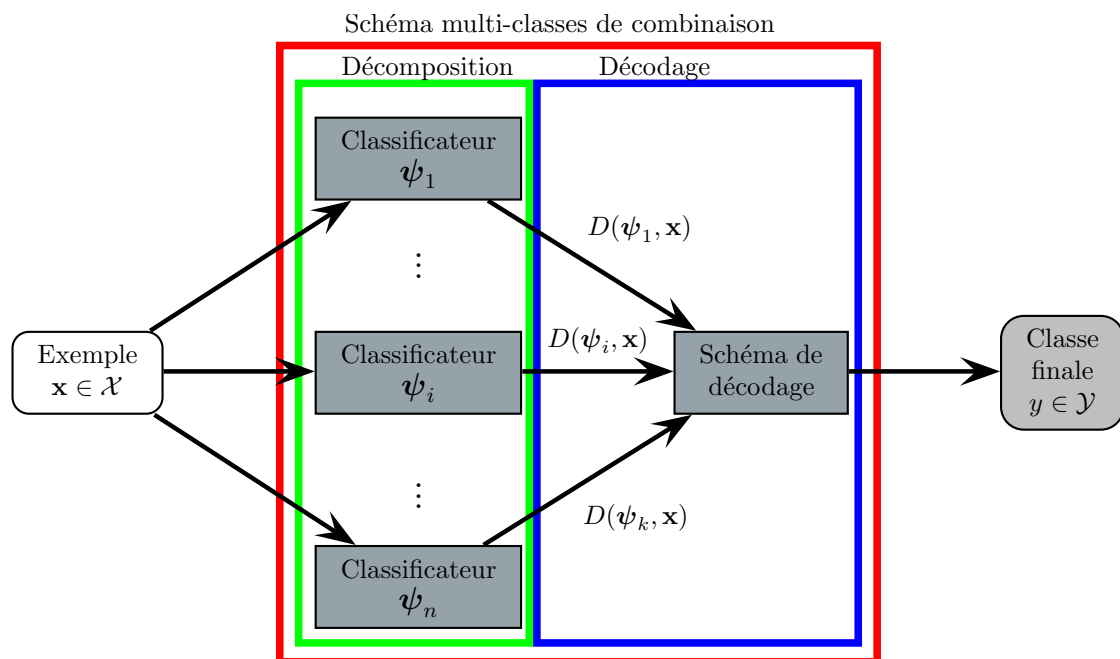 Schéma multi-classes de combinaison
Décomposition
Décodage
Classificateur
ψ₁
D(ψ₁, x)
⋮
Exemple
x ∈ 𝒳
Classificateur
ψᵢ
D(ψᵢ, x)
Schéma de
décodage
Classe
finale
y ∈ 𝒴
⋮
D(ψₖ, x)
Classificateur
ψₙ